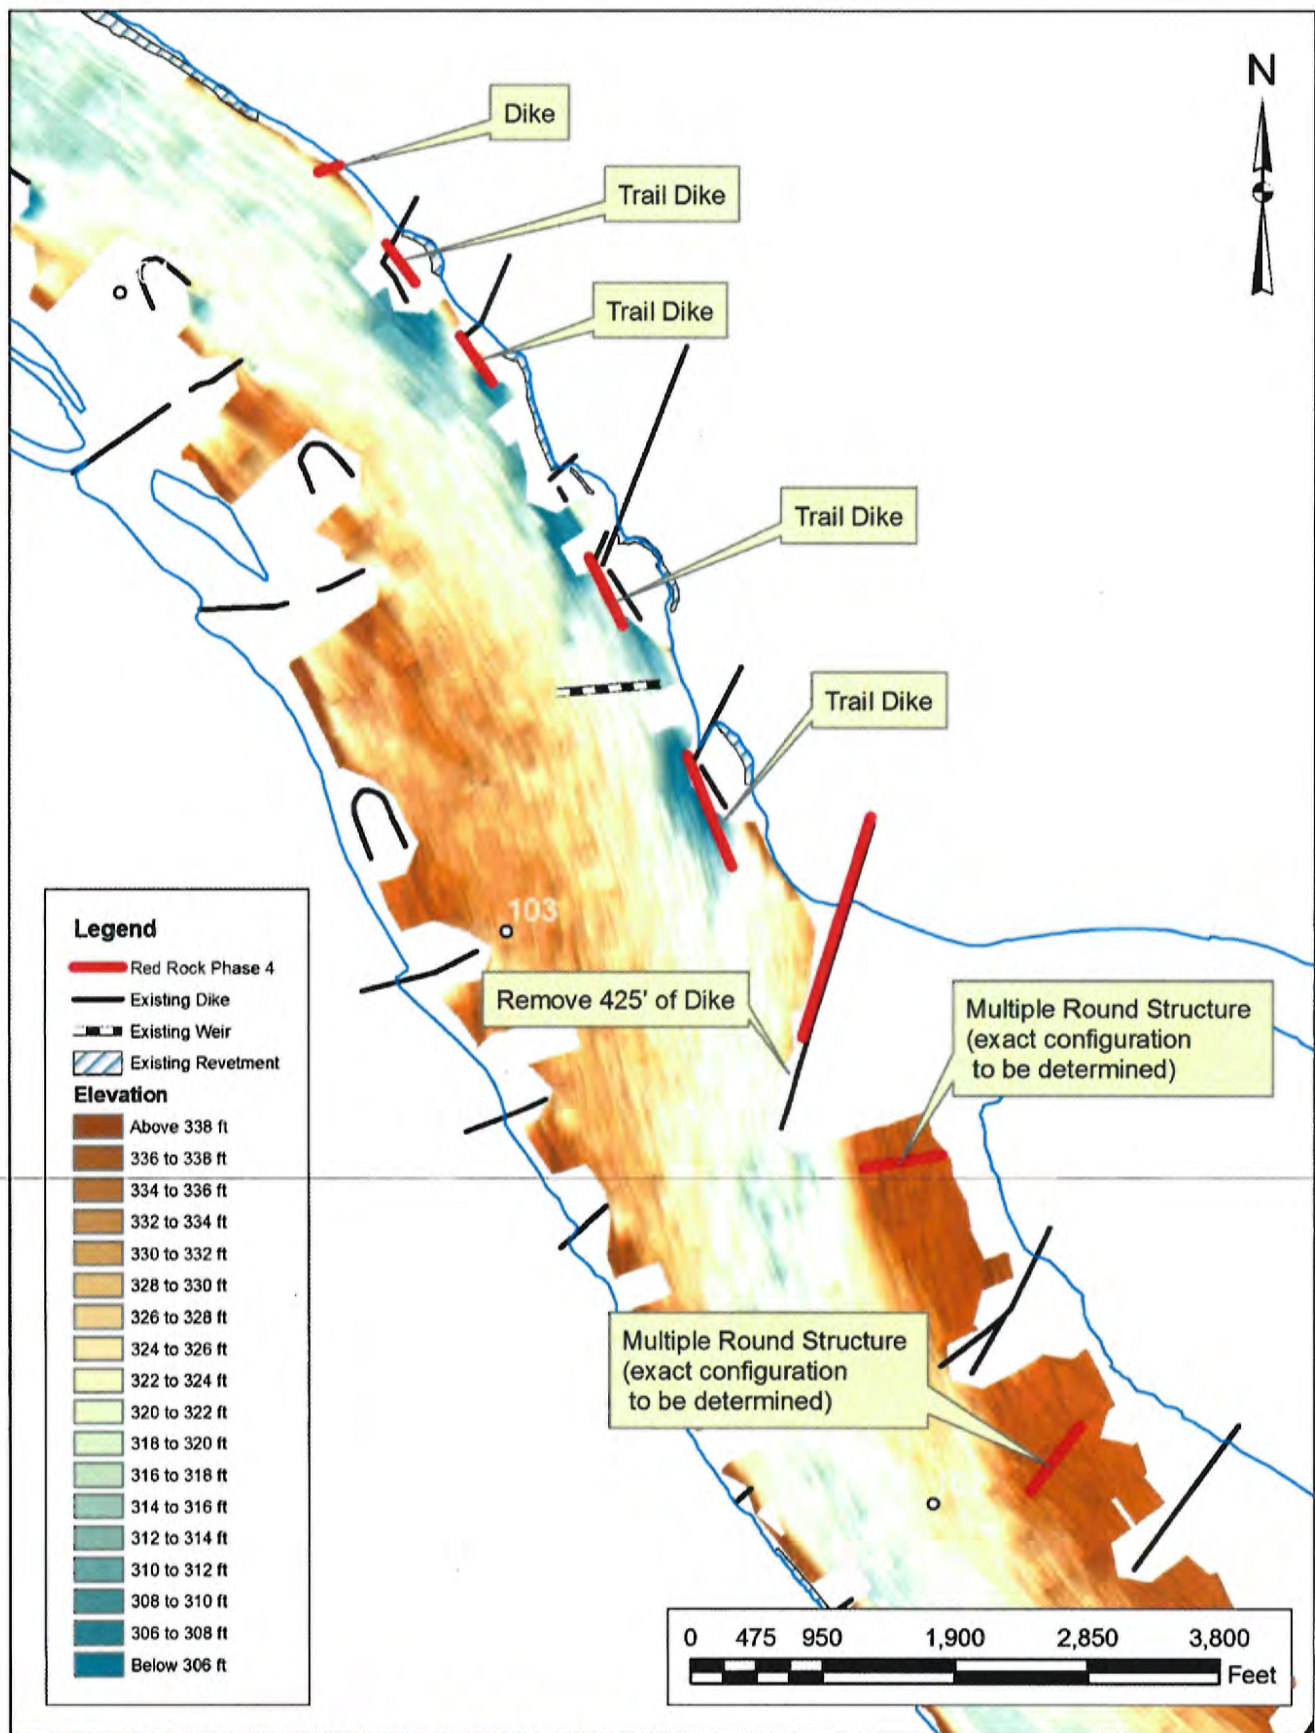 N
Dike
Trail Dike
Trail Dike
Trail Dike
Trail Dike
103
Remove 425' of Dike
Multiple Round Structure
(exact configuration
to be determined)
Multiple Round Structure
(exact configuration
to be determined)
Legend
Red Rock Phase 4
Existing Dike
Existing Weir
Existing Revetment
Elevation
Above 338 ft
336 to 338 ft
334 to 336 ft
332 to 334 ft
330 to 332 ft
328 to 330 ft
326 to 328 ft
324 to 326 ft
322 to 324 ft
320 to 322 ft
318 to 320 ft
316 to 318 ft
314 to 316 ft
312 to 314 ft
310 to 312 ft
308 to 310 ft
306 to 308 ft
Below 306 ft
0 475 950 1,900 2,850 3,800
Feet